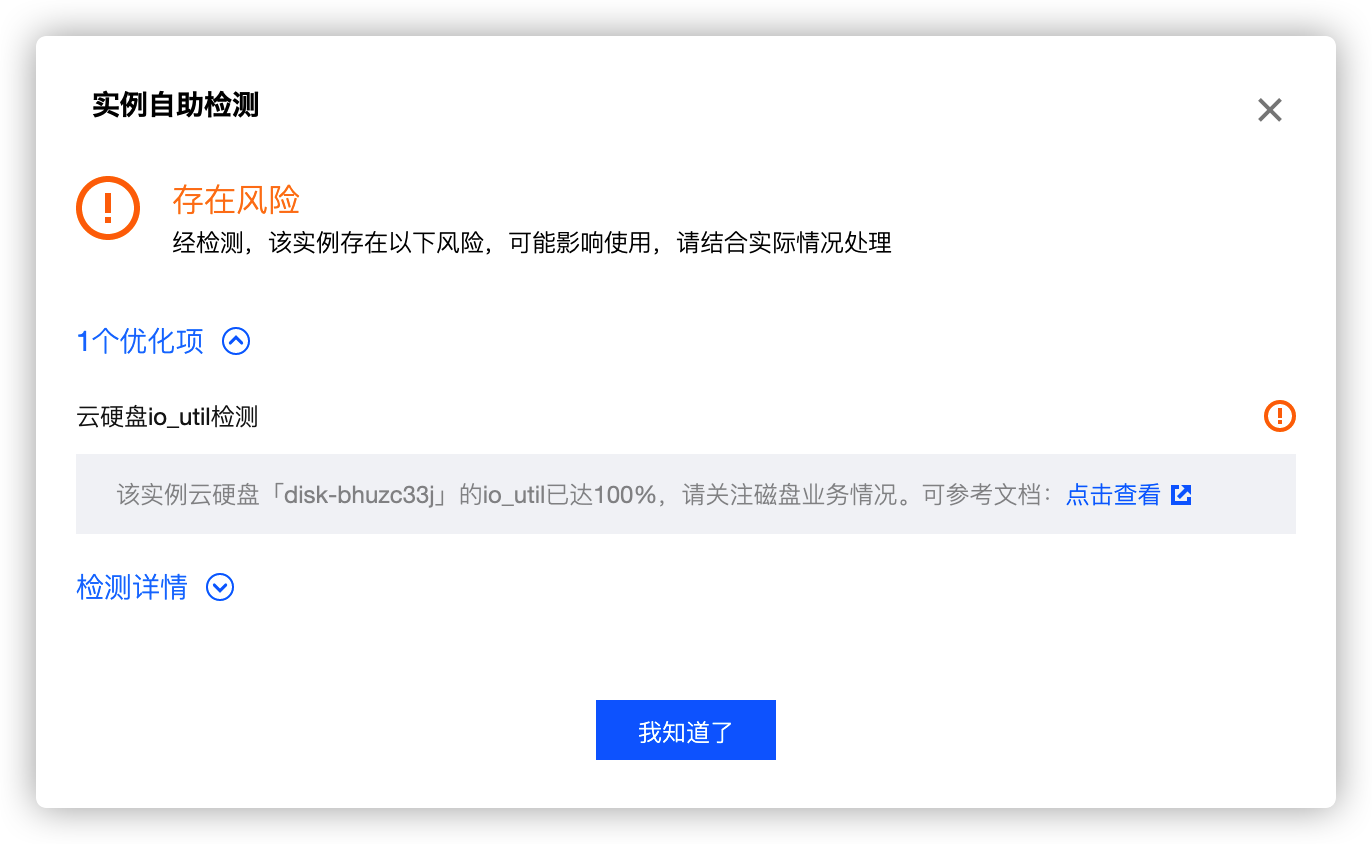 实例自助检测
存在风险
经检测，该实例存在以下风险，可能影响使用，请结合实际情况处理
1个优化项
云硬盘io_util检测
该实例云硬盘「disk-bhuzc33j」的io_util已达100%，请关注磁盘业务情况。可参考文档：点击查看
检测详情
我知道了